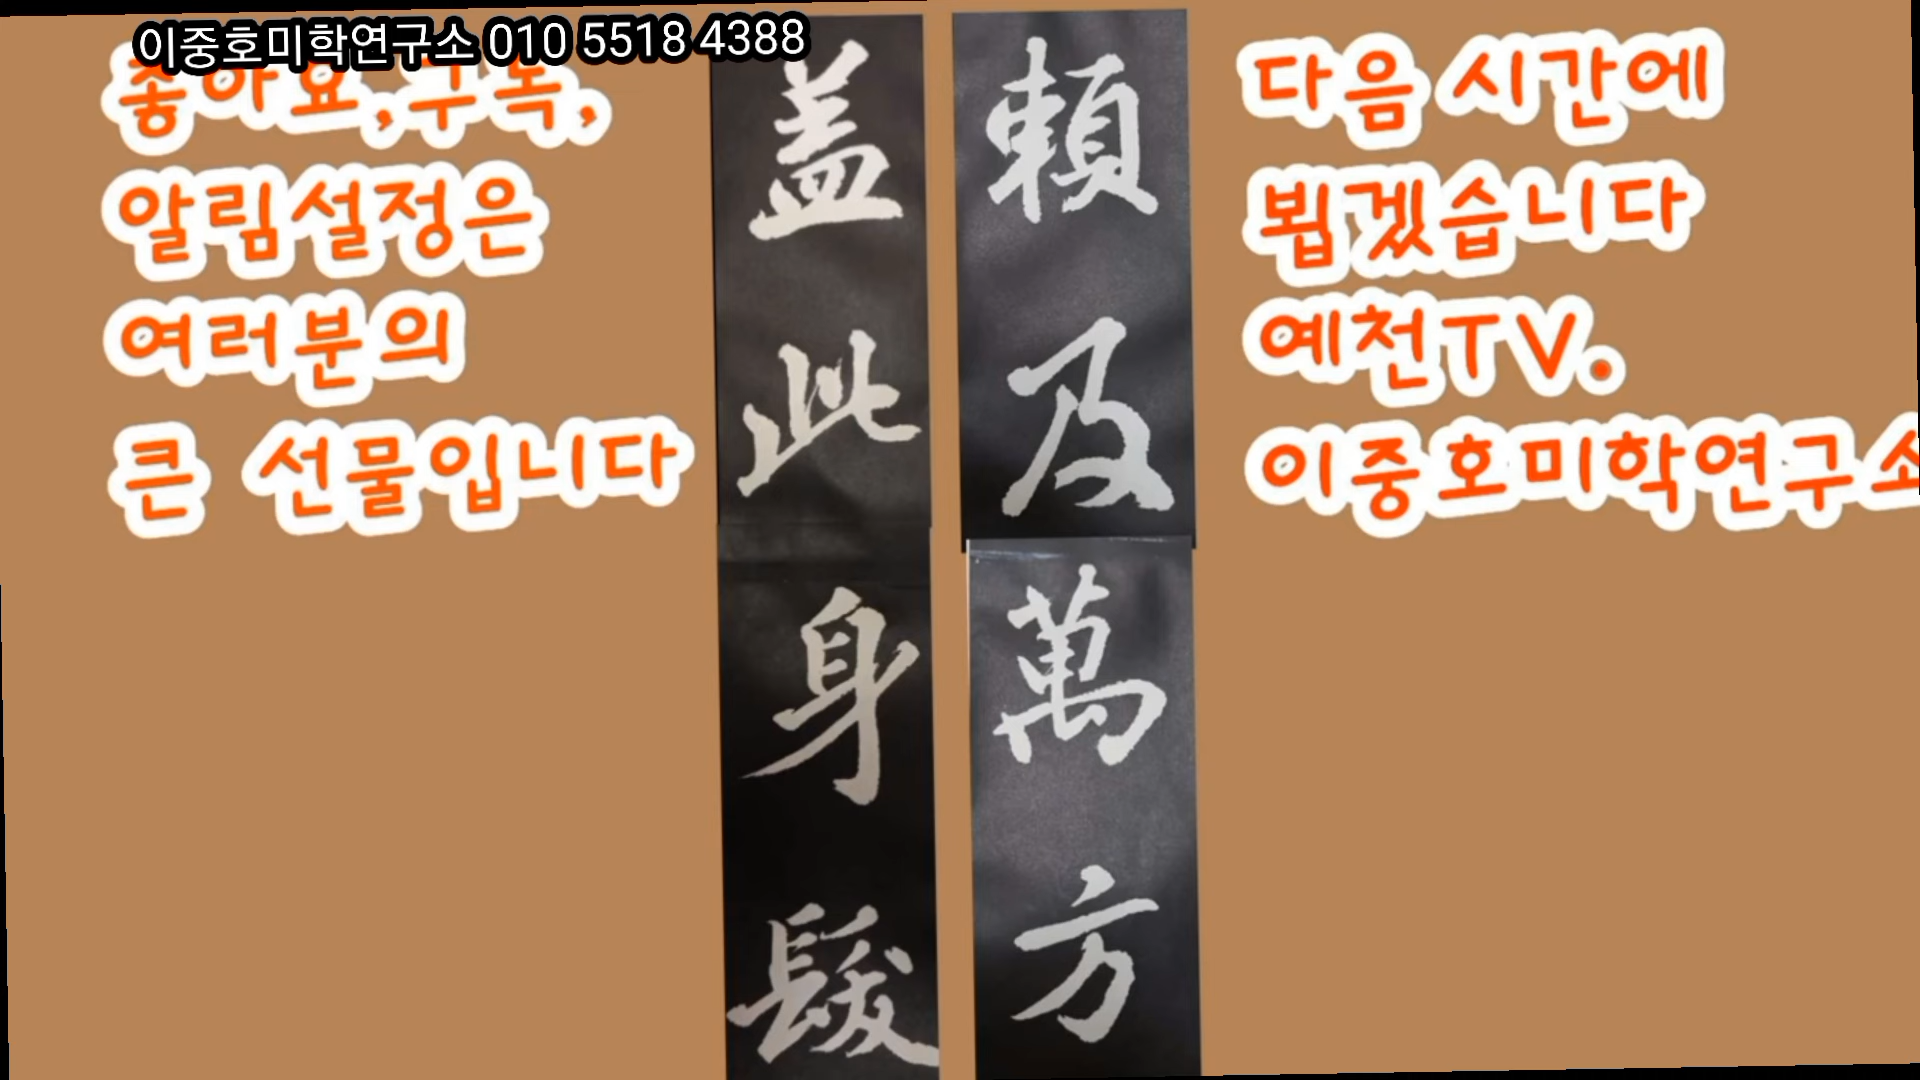 이중호미학연구소 010 5518 4388
좋아요,구독,
알림설정은
여러분의
큰 선물입니다
賴及萬方
蓋此身髮
다음 시간에
뵙겠습니다
예천TV.
이중호미학연구소